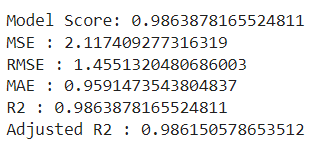 Model Score: 0.9863878165524811
MSE : 2.117409277316319
RMSE : 1.4551320480686003
MAE : 0.9591473543804837
R2 : 0.9863878165524811
Adjusted R2 : 0.986150578653512